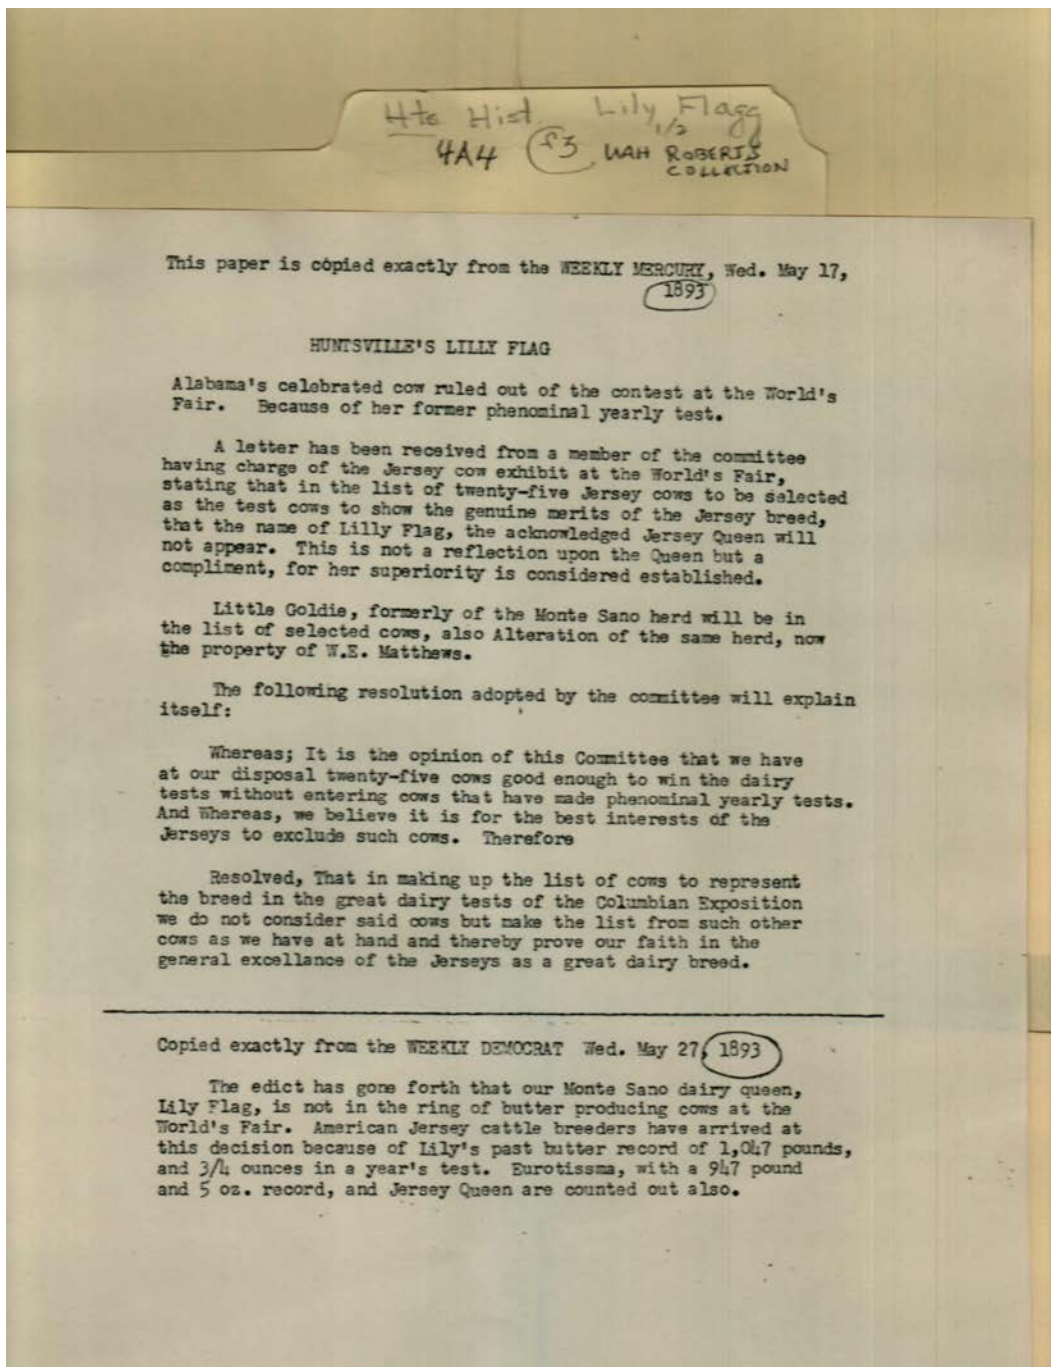 Hts Hist Lily Flagg
1/2
4A4 f3 UAH ROBERTS
COLLECTION
This paper is copied exactly from the WEEKLY MERCURY, Wed. May 17,
1893
HUNTSVILLE'S LILLY FLAG
Alabama's celebrated cow ruled out of the contest at the World's
Fair. Because of her former phenominal yearly test.
A letter has been received from a member of the committee
having charge of the Jersey cow exhibit at the World's Fair,
stating that in the list of twenty-five Jersey cows to be selected
as the test cows to show the genuine merits of the Jersey breed,
that the name of Lilly Flag, the acknowledged Jersey Queen will
not appear. This is not a reflection upon the Queen but a
compliment, for her superiority is considered established.
Little Goldie, formerly of the Monte Sano herd will be in
the list of selected cows, also Alteration of the same herd, now
the property of W.E. Matthews.
The following resolution adopted by the committee will explain
itself:
Whereas; It is the opinion of this Committee that we have
at our disposal twenty-five cows good enough to win the dairy
tests without entering cows that have made phenominal yearly tests.
And Whereas, we believe it is for the best interests of the
Jerseys to exclude such cows. Therefore
Resolved, That in making up the list of cows to represent
the breed in the great dairy tests of the Columbian Exposition
we do not consider said cows but make the list from such other
cows as we have at hand and thereby prove our faith in the
general excellance of the Jerseys as a great dairy breed.
Copied exactly from the WEEKLY DEMOCRAT Wed. May 27, 1893
The edict has gone forth that our Monte Sano dairy queen,
Lily Flag, is not in the ring of butter producing cows at the
World's Fair. American Jersey cattle breeders have arrived at
this decision because of Lily's past butter record of 1,047 pounds,
and 3/4 ounces in a year's test. Eurotissma, with a 947 pound
and 5 oz. record, and Jersey Queen are counted out also.